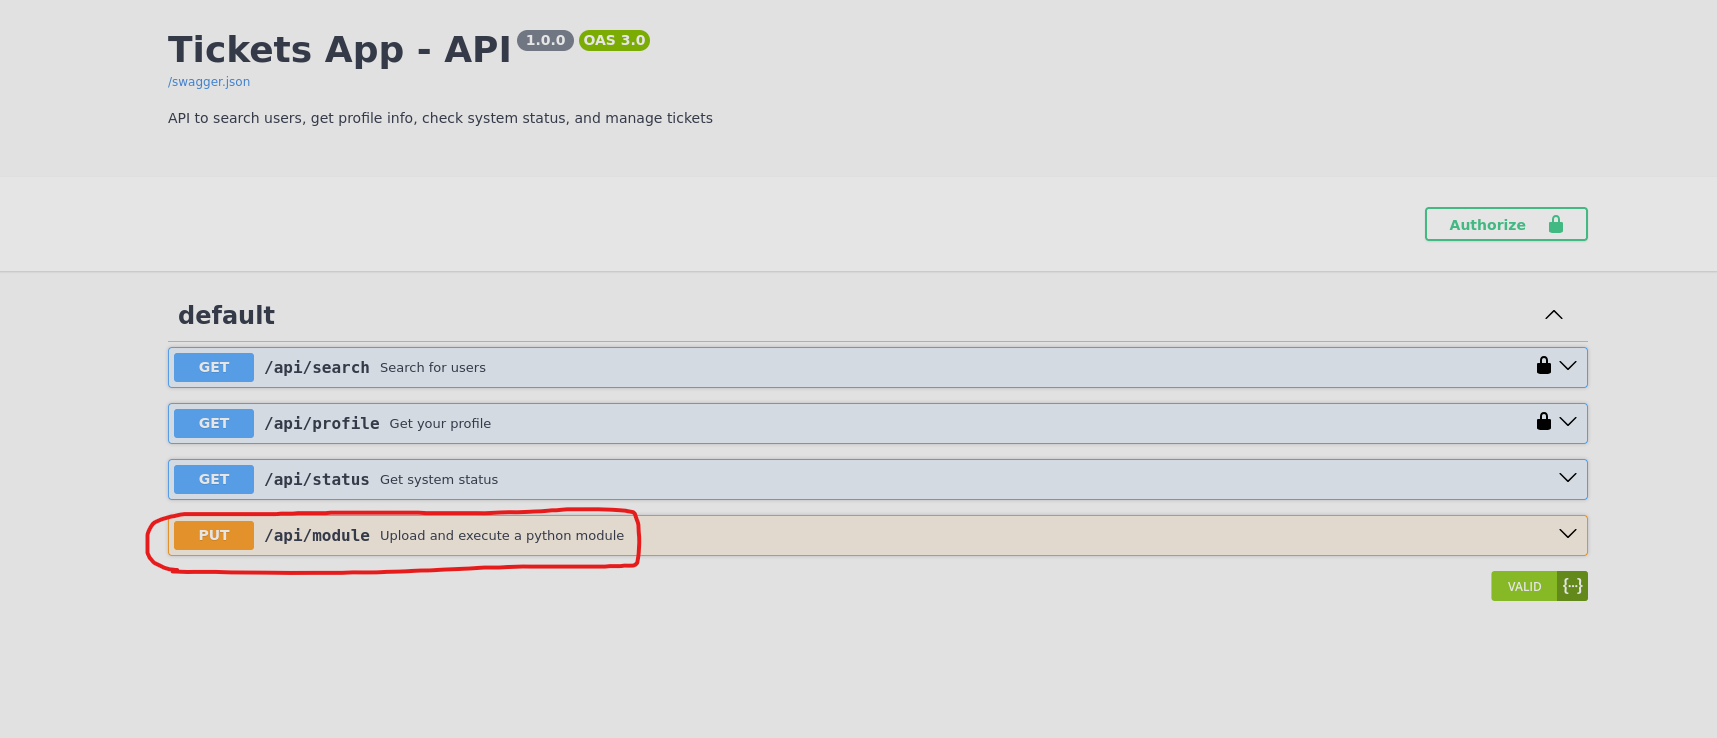 Tickets App - API 1.0.0 OAS 3.0
/swagger.json
API to search users, get profile info, check system status, and manage tickets
Authorize
default
GET /api/search Search for users
GET /api/profile Get your profile
GET /api/status Get system status
PUT /api/module Upload and execute a python module
VALID {···}